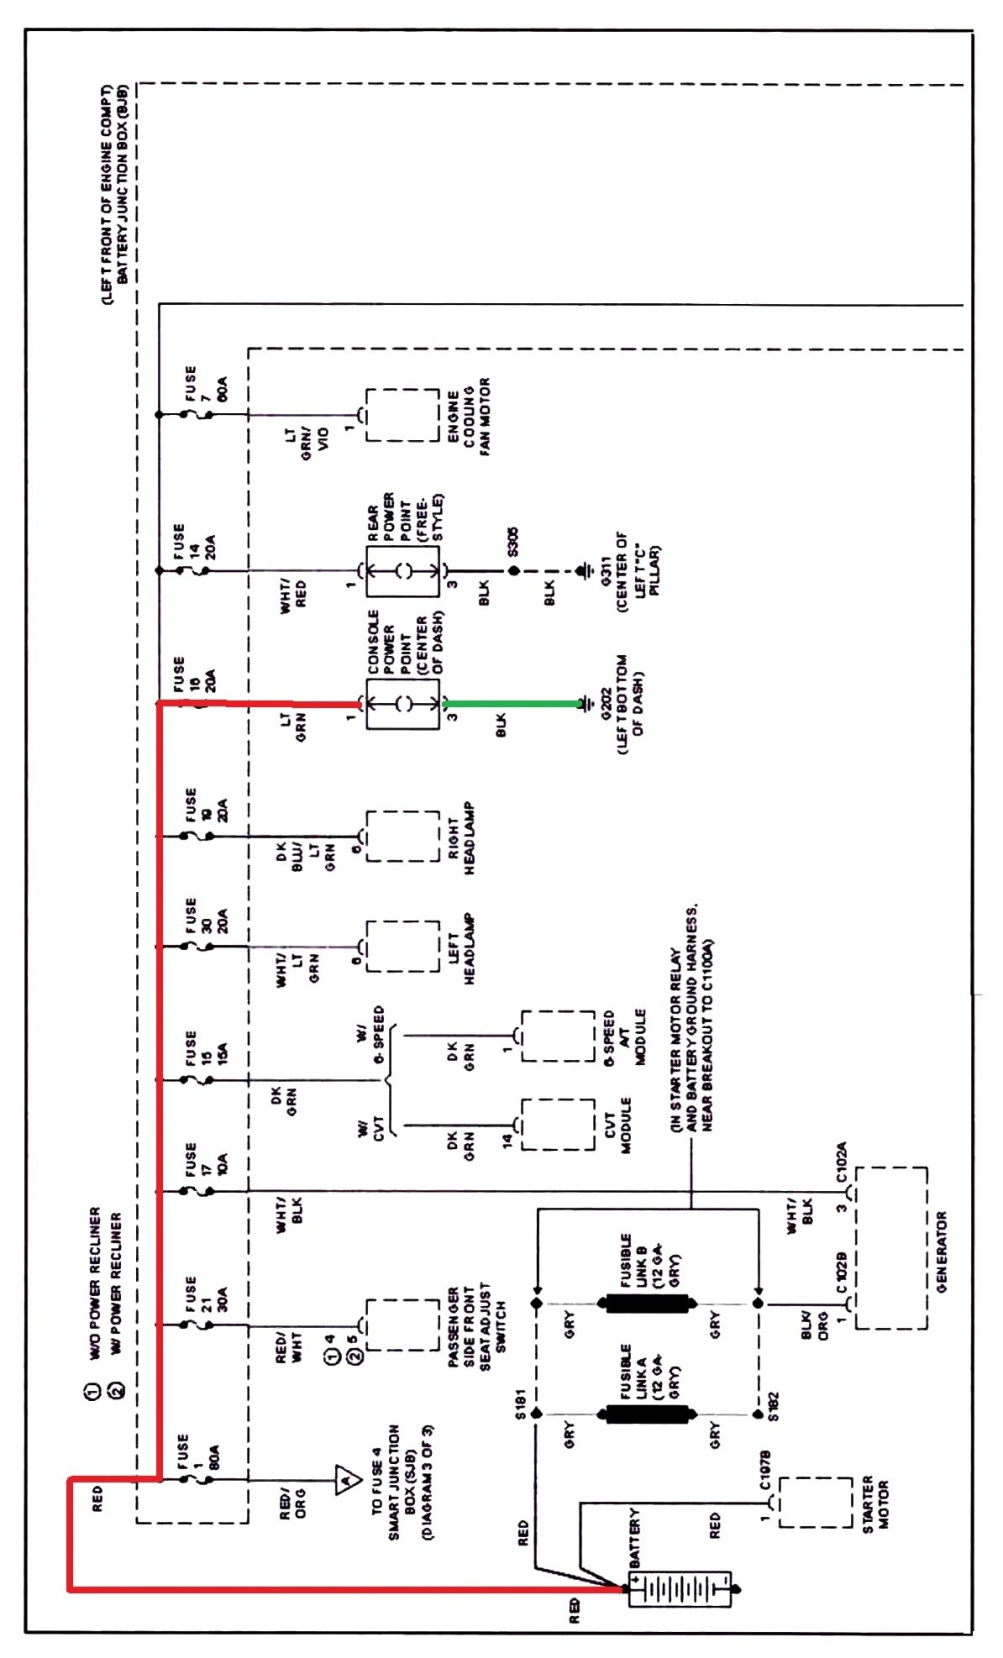 (LEFT FRONT OF ENGINE COMPT)
BATTERY JUNCTION BOX (BJB)
① W/O POWER RECLINER
② W/ POWER RECLINER
RED
FUSE
1
80A
RED/
ORG
A
TO FUSE 4
SMART JUNCTION
BOX (SJB)
(DIAGRAM 3 OF 3)
FUSE
21
30A
RED/
WHT
① 4
② 5
PASSENGER
SIDE FRONT
SEAT ADJUST
SWITCH
FUSE
17
10A
WHT/
BLK
FUSE
15
15A
DK
GRN
W/
CVT
W/
6-SPEED
DK
GRN
14
CVT
MODULE
DK
GRN
1
6-SPEED
A/T
MODULE
FUSE
30
20A
WHT/
LT
GRN
6
LEFT
HEADLAMP
FUSE
19
20A
DK
BLU/
LT
GRN
6
RIGHT
HEADLAMP
FUSE
16
20A
LT
GRN
1
CONSOLE
POWER
POINT
(CENTER
OF DASH)
3
BLK
G202
(LEFT BOTTOM
OF DASH)
FUSE
14
20A
WHT/
RED
1
REAR
POWER
POINT
(FREE-
STYLE)
3
BLK
S305
BLK
G311
(CENTER OF
LEFT "C"
PILLAR)
FUSE
7
60A
LT
GRN/
VIO
1
ENGINE
COOLING
FAN MOTOR
RED
BATTERY
+
-
RED
RED
1
C197B
STARTER
MOTOR
S181
GRY
FUSIBLE
LINK A
(12 GA-
GRY)
GRY
S182
GRY
FUSIBLE
LINK B
(12 GA-
GRY)
GRY
(IN STARTER MOTOR RELAY
AND BATTERY GROUND HARNESS,
NEAR BREAKOUT TO C1100A)
BLK/
ORG
1
C102B
WHT/
BLK
3
C102A
GENERATOR